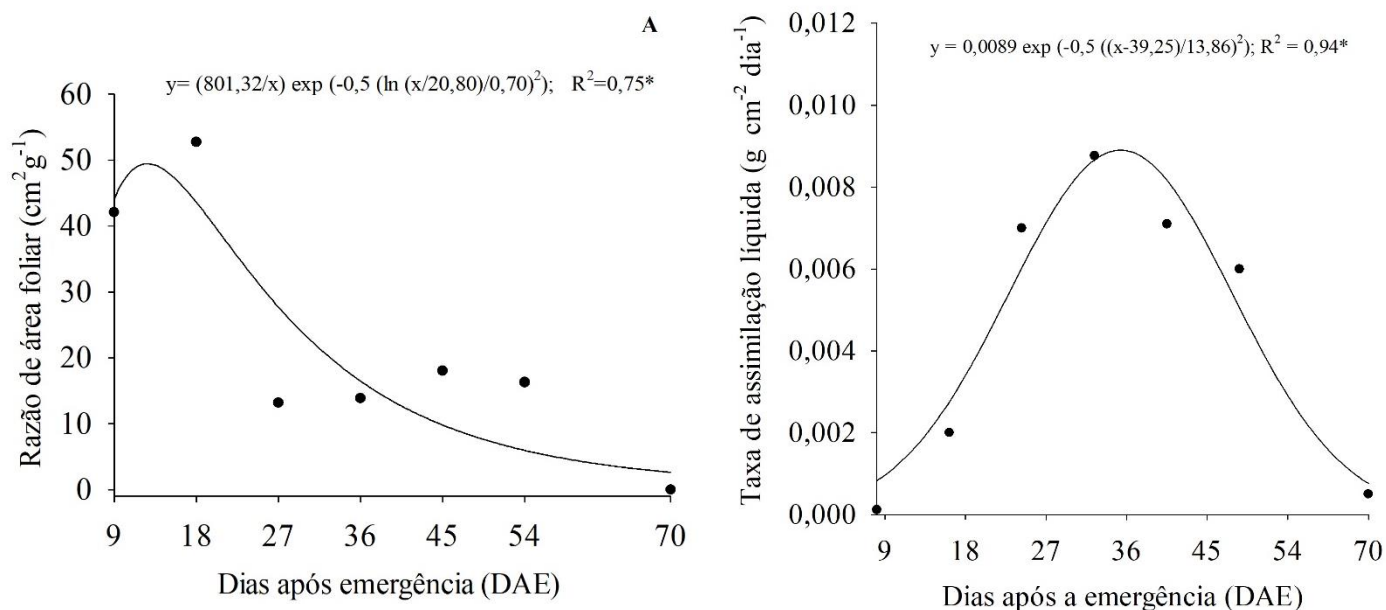 A
y= (801,32/x) exp (-0,5 (ln (x/20,80)/0,70)²); R²=0,75*
Razão de área foliar (cm²g⁻¹)
60
50
40
30
20
10
0
9 18 27 36 45 54 70
Dias após emergência (DAE)
y = 0,0089 exp (-0,5 ((x-39,25)/13,86)²); R² = 0,94*
Taxa de assimilação líquida (g cm⁻² dia⁻¹)
0,012
0,010
0,008
0,006
0,004
0,002
0,000
9 18 27 36 45 54 70
Dias após a emergência (DAE)